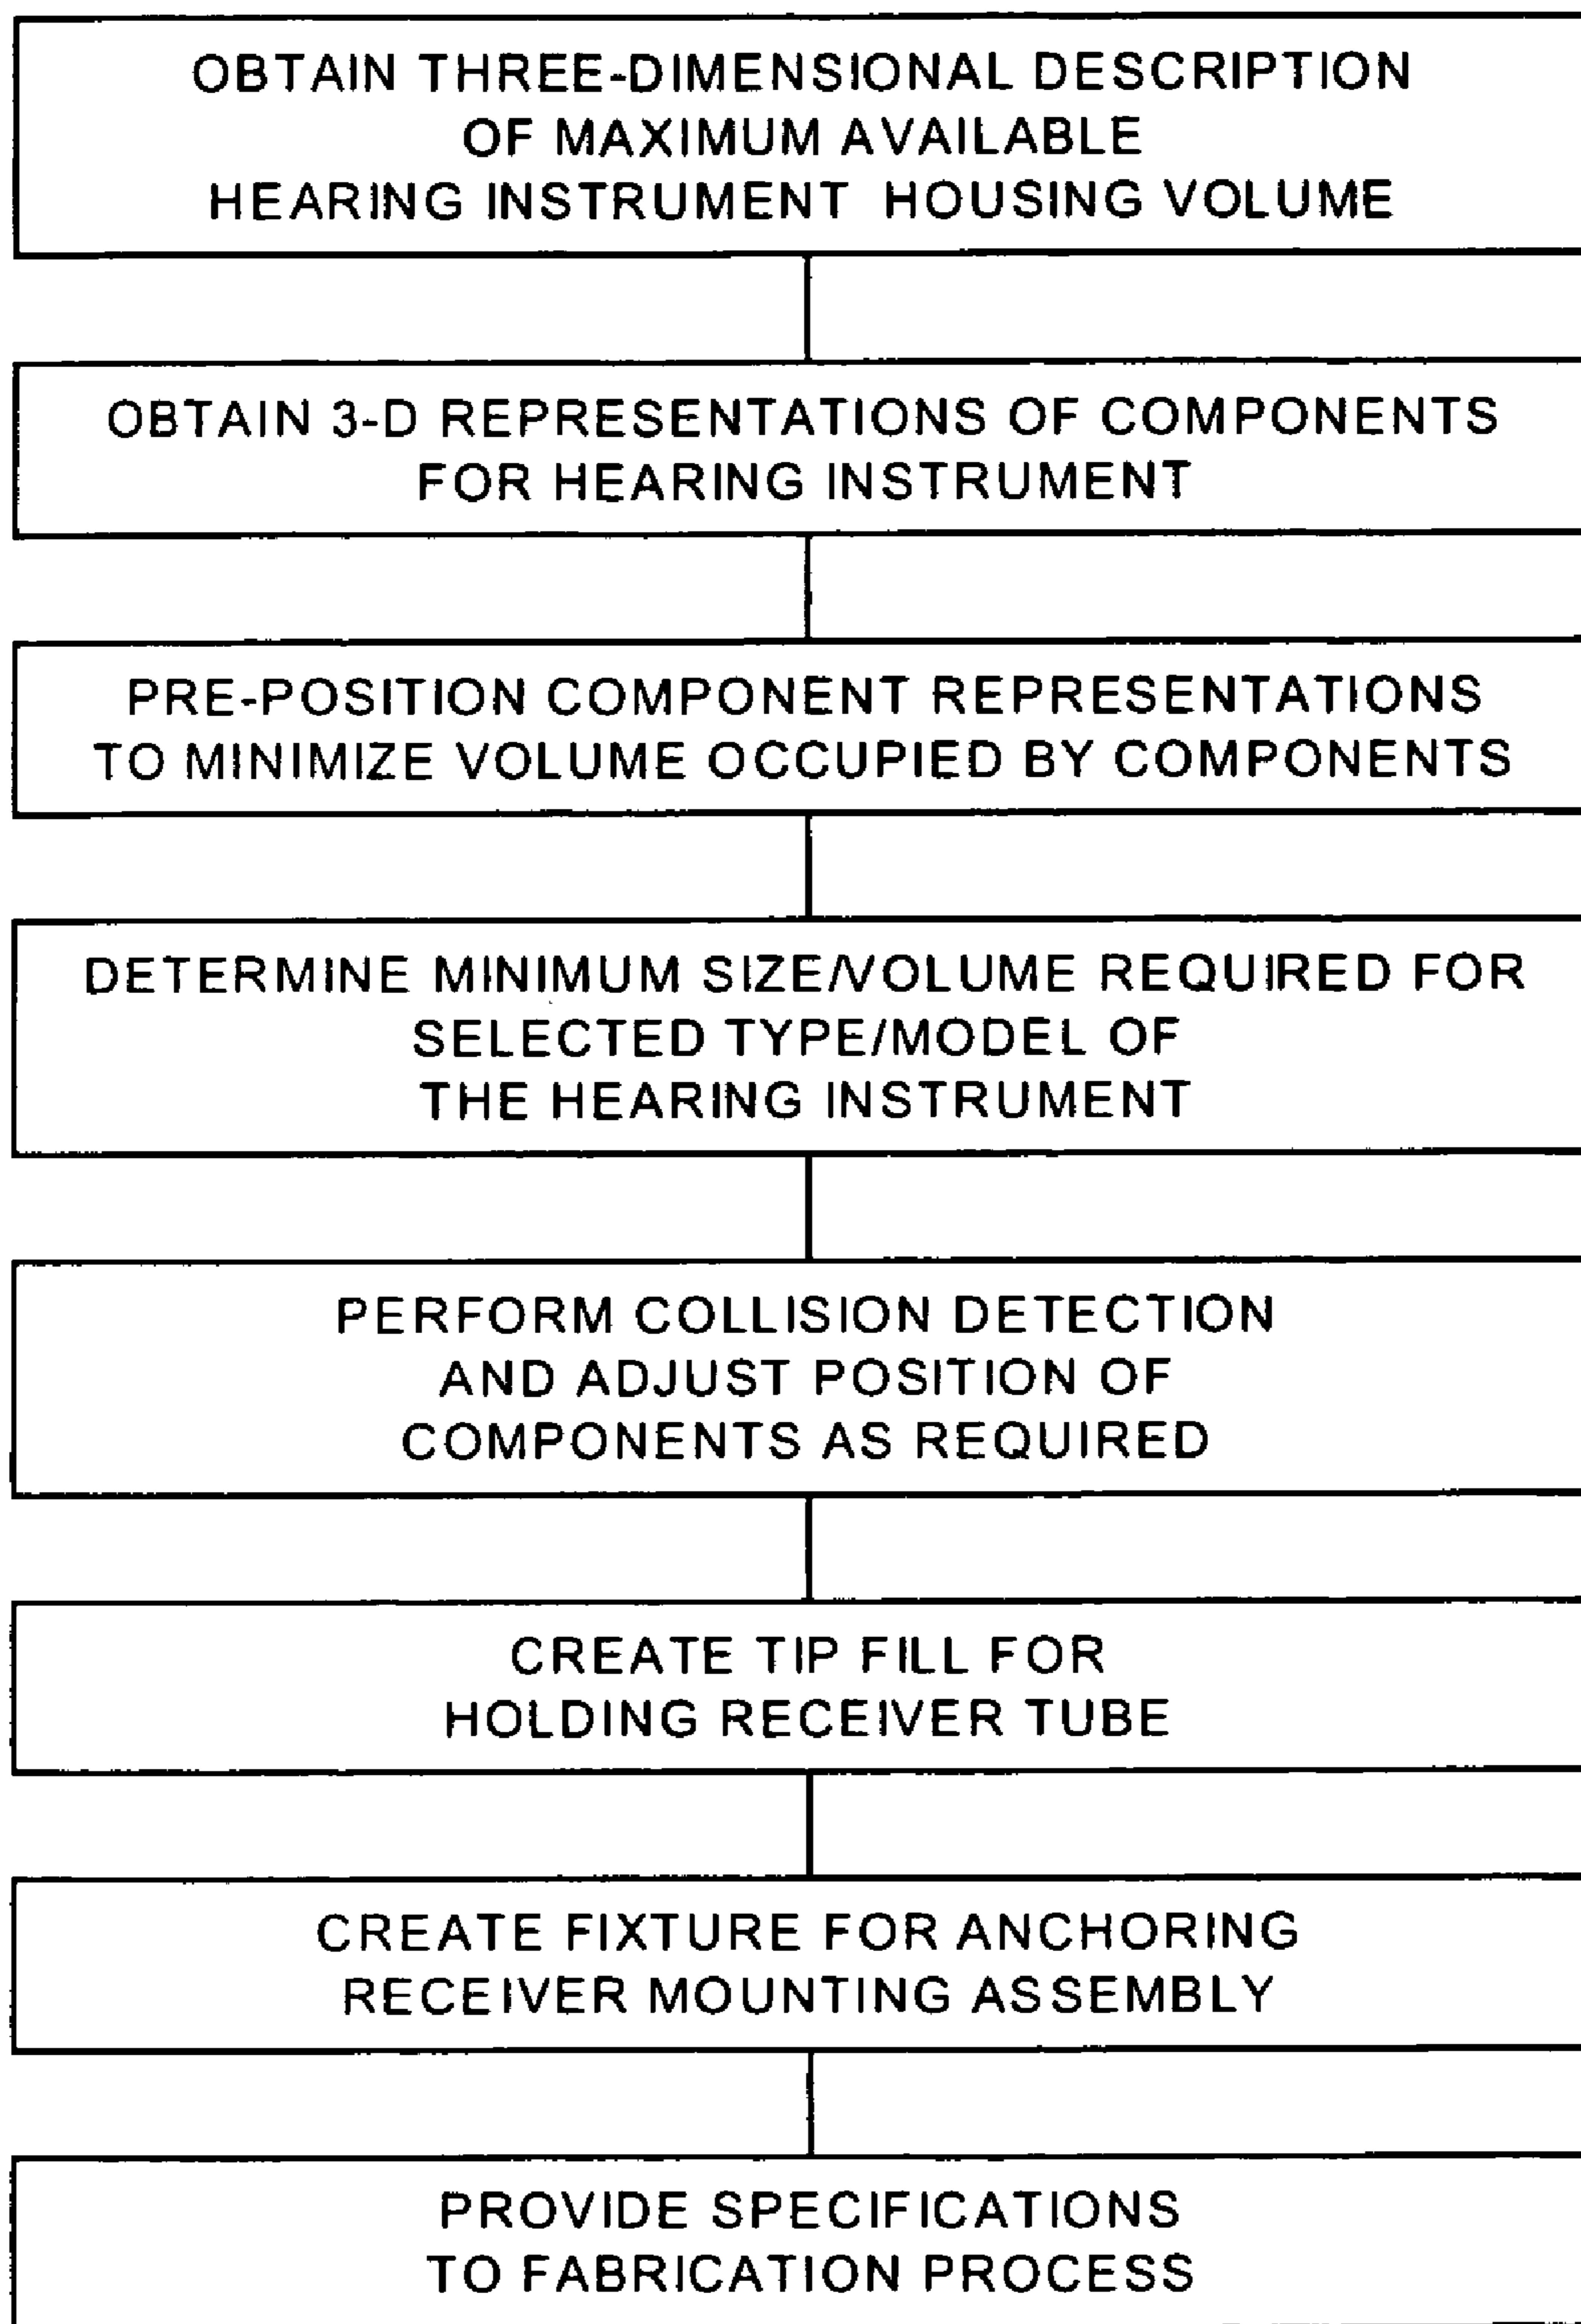 OBTAIN THREE-DIMENSIONAL DESCRIPTION
OF MAXIMUM AVAILABLE
HEARING INSTRUMENT HOUSING VOLUME
OBTAIN 3-D REPRESENTATIONS OF COMPONENTS
FOR HEARING INSTRUMENT
PRE-POSITION COMPONENT REPRESENTATIONS
TO MINIMIZE VOLUME OCCUPIED BY COMPONENTS
DETERMINE MINIMUM SIZE/VOLUME REQUIRED FOR
SELECTED TYPE/MODEL OF
THE HEARING INSTRUMENT
PERFORM COLLISION DETECTION
AND ADJUST POSITION OF
COMPONENTS AS REQUIRED
CREATE TIP FILL FOR
HOLDING RECEIVER TUBE
CREATE FIXTURE FOR ANCHORING
RECEIVER MOUNTING ASSEMBLY
PROVIDE SPECIFICATIONS
TO FABRICATION PROCESS